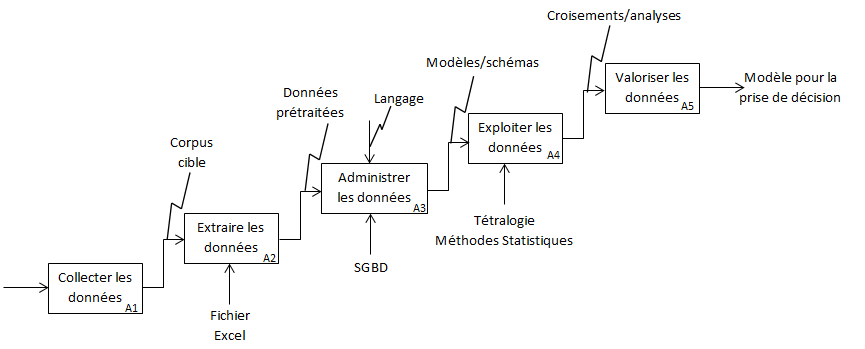 Croisements/analyses
Modèles/schémas
Valoriser les
données
A5
Modèle pour la
prise de décision
Données
prétraitées
Langage
Exploiter les
données
A4
Corpus
cible
Administrer
les données
A3
Tétralogie
Méthodes Statistiques
Extraire les
données
A2
SGBD
Collecter les
données
A1
Fichier
Excel